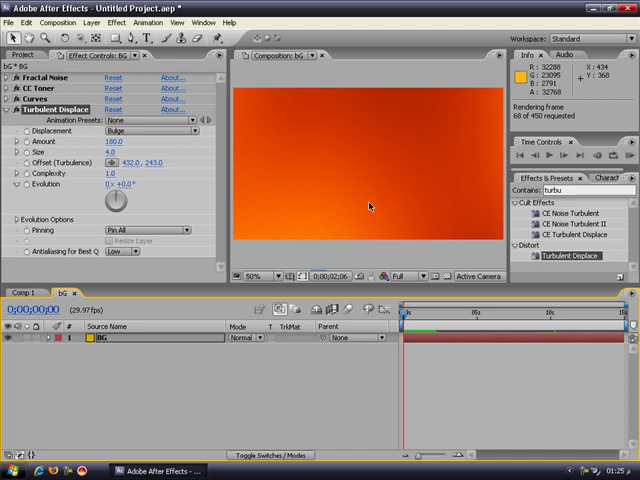 Adobe After Effects - Untitled Project.aep *
File Edit Composition Layer Effect Animation View Window Help
Workspace: Standard
Project Effect Controls: BG
bG * BG
Fractal Noise Reset About...
CC Toner Reset About...
Curves Reset About...
Turbulent Displace Reset About...
Animation Presets: None
Displacement Bulge
Amount 180.0
Size 4.0
Offset (Turbulence) 432.0, 243.0
Complexity 1.0
Evolution 0 x +0.0°
Evolution Options
Pinning Pin All
Resize Layer
Antialiasing for Best Q Low
Composition: bG
50% 0;00;02;06 Full Active Camera
Info Audio
R : 32288
G : 23095
B : 2791
A : 32768
X : 434
Y : 368
Rendering frame
68 of 450 requested
Time Controls
Effects & Presets Charact
Contains: turbu
Cult Effects
CE Noise Turbulent
CE Noise Turbulent II
CE Turbulent Displace
Distort
Turbulent Displace
Comp 1 bG
0;00;00;00 (29.97 fps)
# Source Name Mode T TrkMat Parent
1 BG Normal None
05s 10s 15s
Toggle Switches / Modes
Adobe After Effects - ...
01:25 م